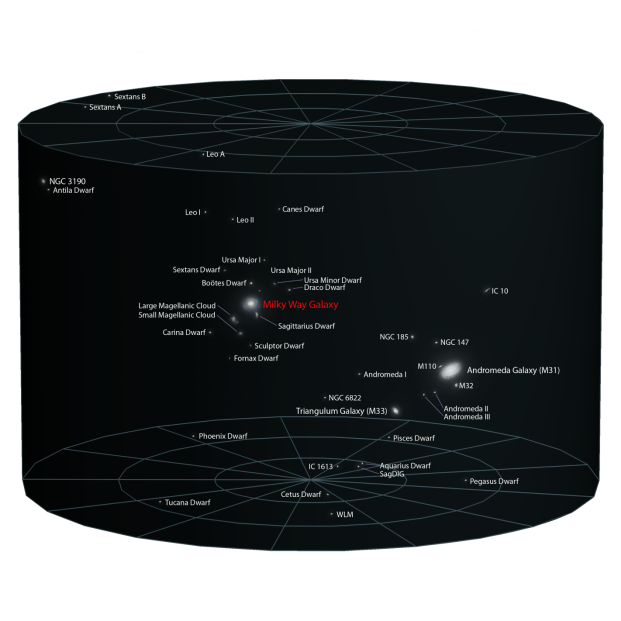 Sextans B
Sextans A
Leo A
NGC 3190
Antila Dwarf
Leo I
Canes Dwarf
Leo II
Ursa Major I
Sextans Dwarf
Ursa Major II
Boötes Dwarf
Ursa Minor Dwarf
Draco Dwarf
IC 10
Milky Way Galaxy
Large Magellanic Cloud
Small Magellanic Cloud
Sagittarius Dwarf
Carina Dwarf
NGC 185
NGC 147
Sculptor Dwarf
Fornax Dwarf
M110
Andromeda Galaxy (M31)
Andromeda I
M32
NGC 6822
Triangulum Galaxy (M33)
Andromeda II
Andromeda III
Phoenix Dwarf
Pisces Dwarf
IC 1613
Aquarius Dwarf
SagDIG
Pegasus Dwarf
Cetus Dwarf
Tucana Dwarf
WLM